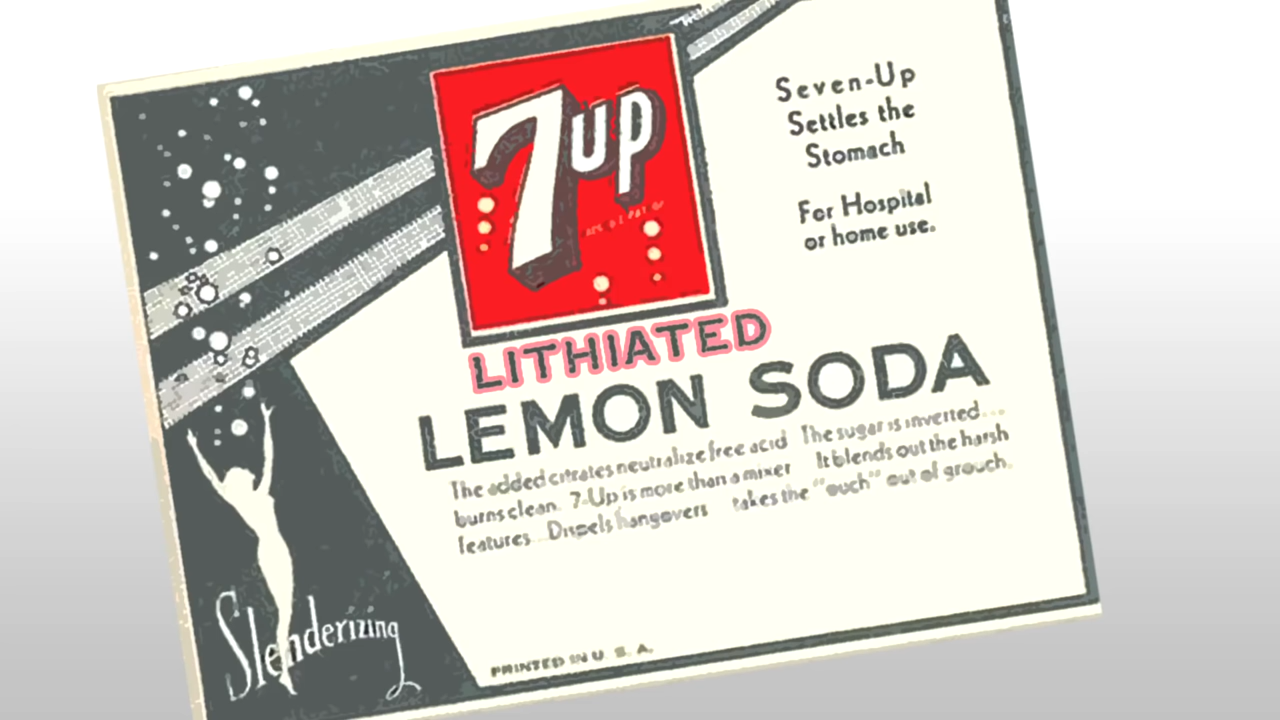 7up
Seven-Up
Settles the
Stomach
For Hospital
or home use.
LITHIATED
LEMON SODA
The added citrates neutralize free acid The sugar is inverted...
burns clean. 7-Up is more than a mixer It blends out the harsh
features... Dispels hangovers takes the "ouch" out of grouch.
Slenderizing
PRINTED IN U. S. A.